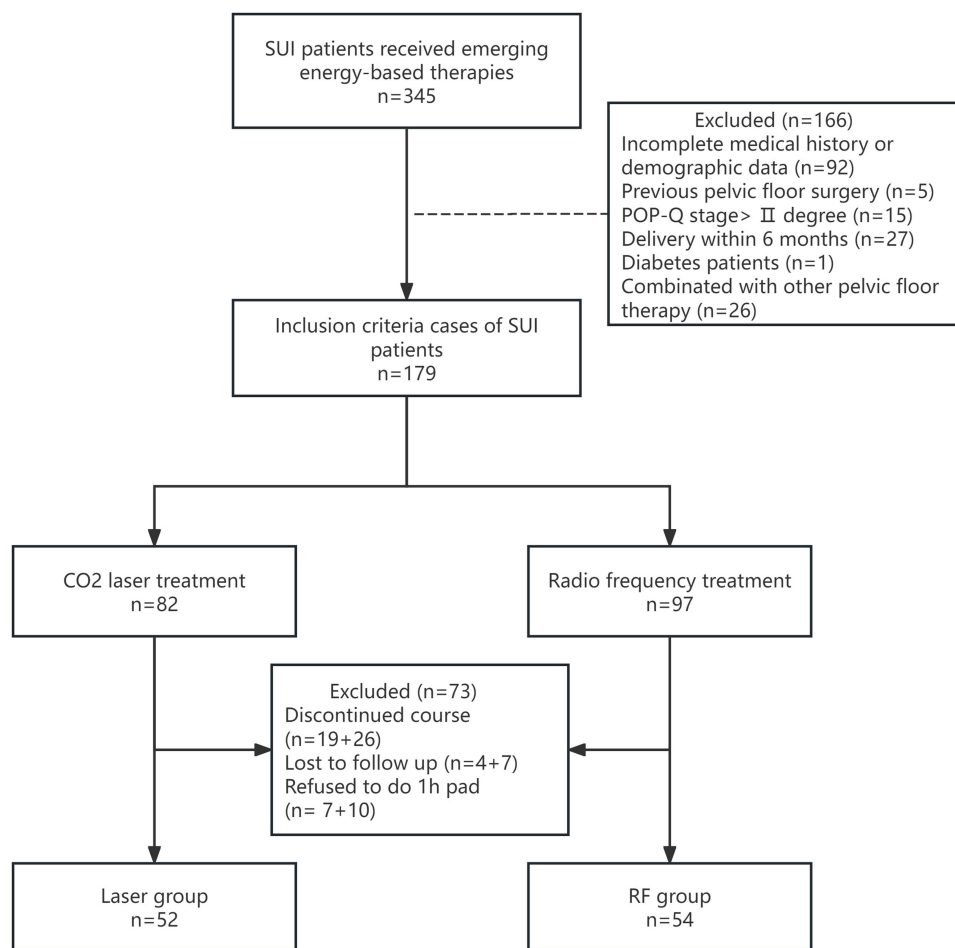 SUI patients received emerging
energy-based therapies
n=345
Excluded (n=166)
Incomplete medical history or
demographic data (n=92)
Previous pelvic floor surgery (n=5)
POP-Q stage> Ⅱ degree (n=15)
Delivery within 6 months (n=27)
Diabetes patients (n=1)
Combined with other pelvic floor
therapy (n=26)
Inclusion criteria cases of SUI
patients
n=179
CO2 laser treatment
n=82
Radio frequency treatment
n=97
Excluded (n=73)
Discontinued course
(n=19+26)
Lost to follow up (n=4+7)
Refused to do 1h pad
(n= 7+10)
Laser group
n=52
RF group
n=54